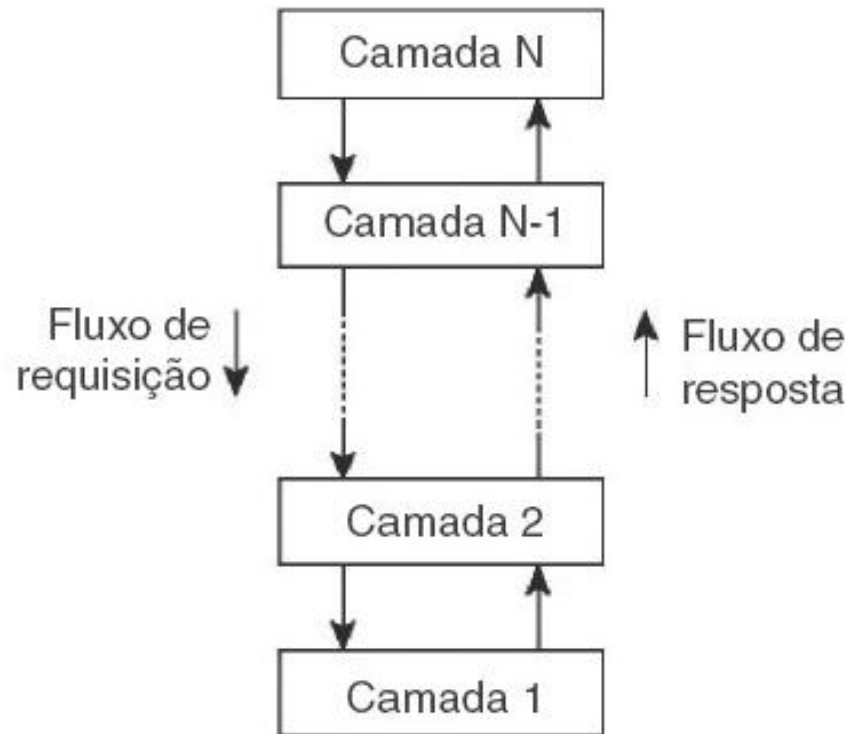 Camada N
Camada N-1
Fluxo de
requisição
Fluxo de
resposta
Camada 2
Camada 1